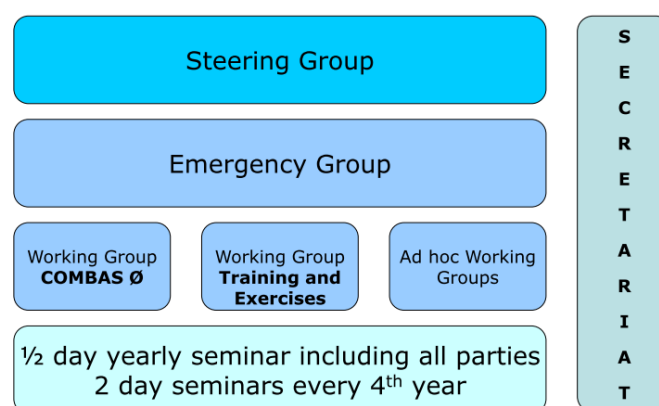 Steering Group
Emergency Group
Working Group
COMBAS Ø
Working Group
Training and
Exercises
Ad hoc Working
Groups
½ day yearly seminar including all parties
2 day seminars every 4th year
S
E
C
R
E
T
A
R
I
A
T